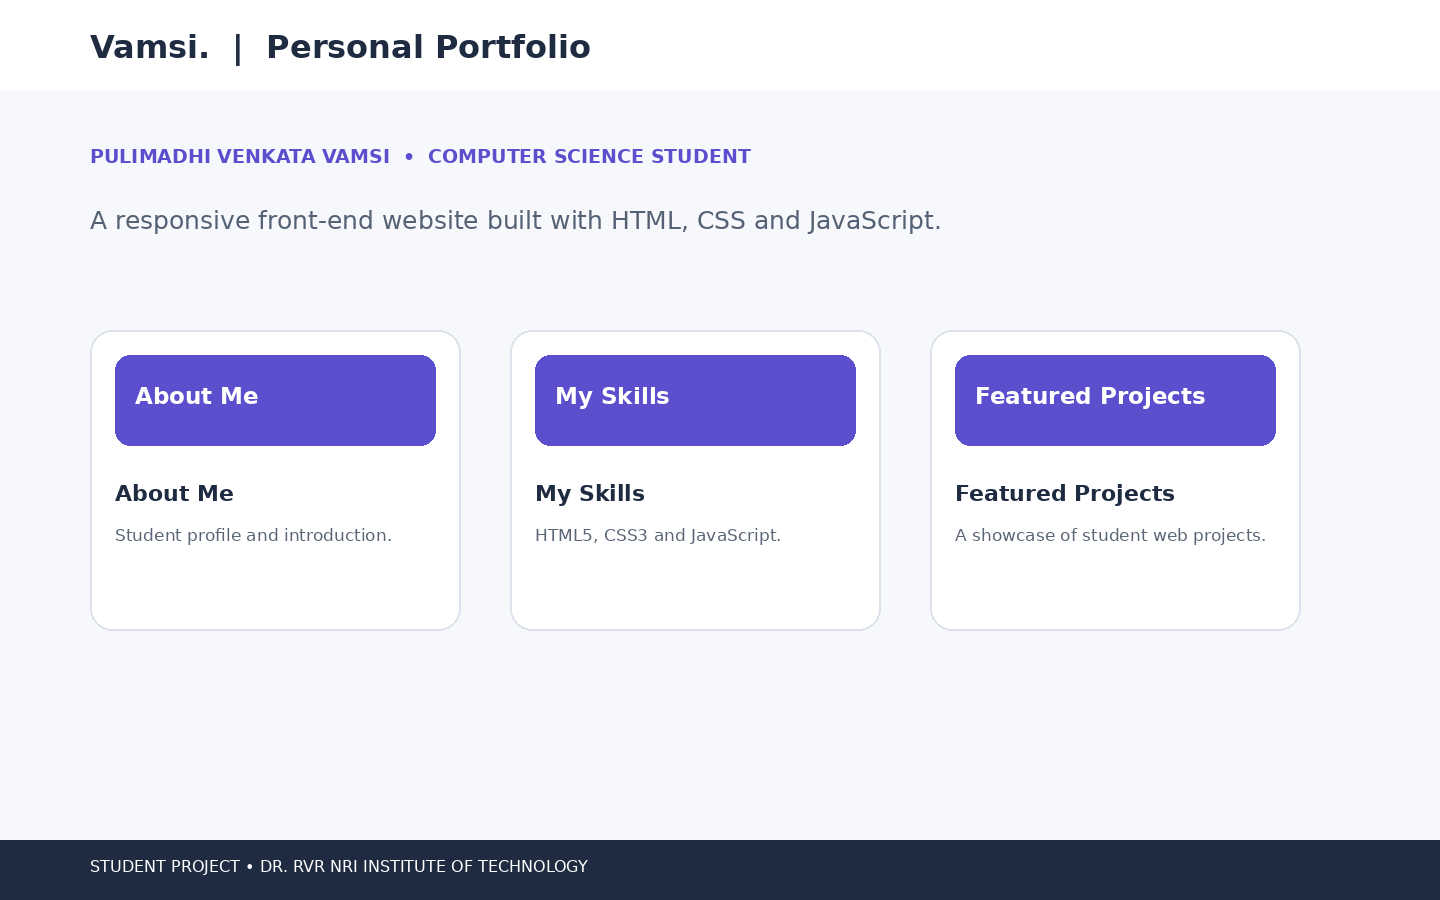 Vamsi. | Personal Portfolio
PULIMADHI VENKATA VAMSI • COMPUTER SCIENCE STUDENT
A responsive front-end website built with HTML, CSS and JavaScript.
About Me
About Me
Student profile and introduction.
My Skills
My Skills
HTML5, CSS3 and JavaScript.
Featured Projects
Featured Projects
A showcase of student web projects.
STUDENT PROJECT • DR. RVR NRI INSTITUTE OF TECHNOLOGY